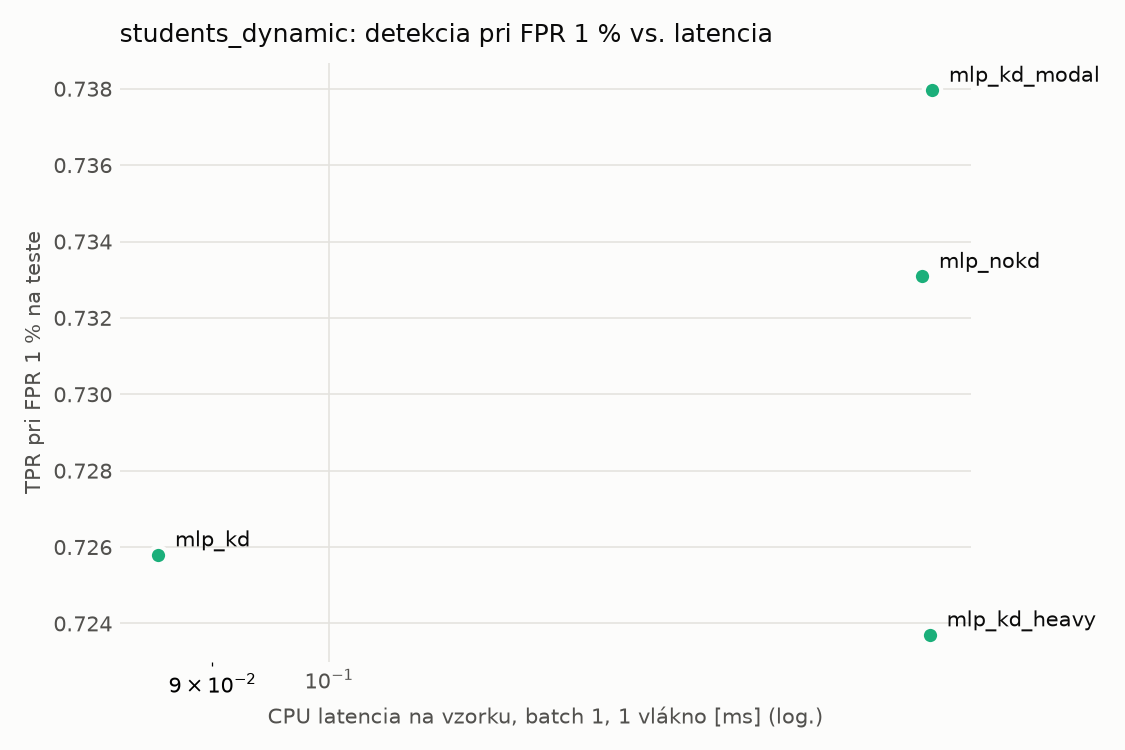 students_dynamic: detekcia pri FPR 1 % vs. latencia
mlp_kd_modal
0.738
0.736
0.734
mlp_nokd
0.732
0.730
0.728
mlp_kd
0.726
0.724
mlp_kd_heavy
TPR pri FPR 1 % na teste
9 × 10⁻²
10⁻¹
CPU latencia na vzorku, batch 1, 1 vlákno [ms] (log.)